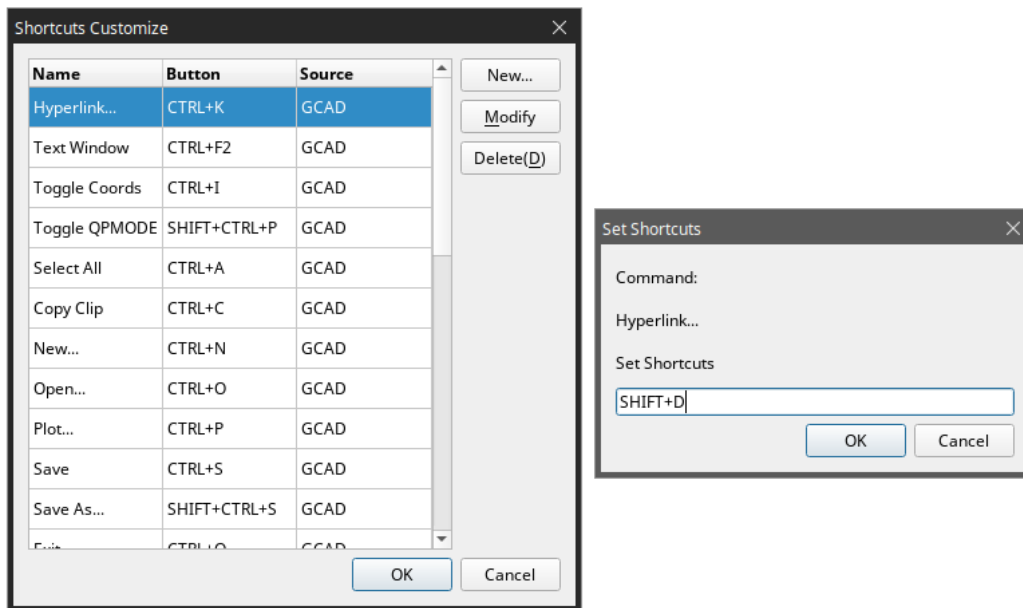 Shortcuts Customize
Name Button Source
Hyperlink... CTRL+K GCAD
Text Window CTRL+F2 GCAD
Toggle Coords CTRL+I GCAD
Toggle QPMODE SHIFT+CTRL+P GCAD
Select All CTRL+A GCAD
Copy Clip CTRL+C GCAD
New... CTRL+N GCAD
Open... CTRL+O GCAD
Plot... CTRL+P GCAD
Save CTRL+S GCAD
Save As... SHIFT+CTRL+S GCAD
Exit CTRL+Q GCAD
New...
Modify
Delete(D)
OK Cancel
Set Shortcuts
Command:
Hyperlink...
Set Shortcuts
SHIFT+D
OK Cancel